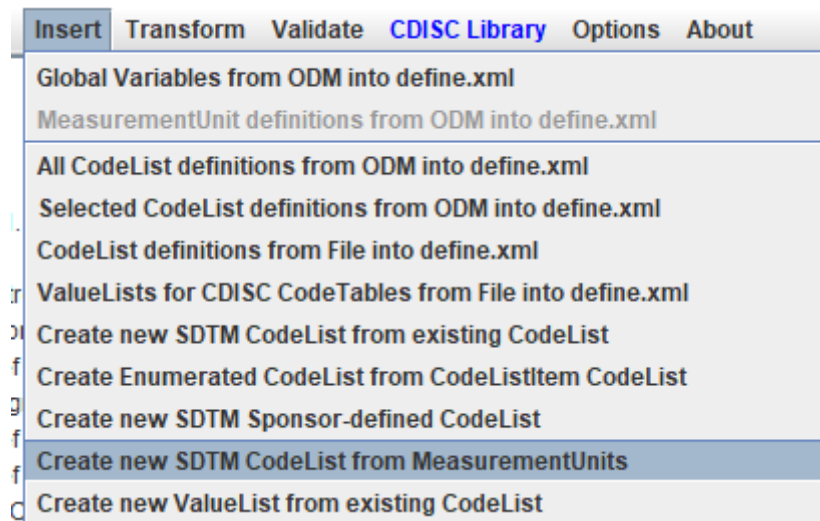 Insert Transform Validate CDISC Library Options About
Global Variables from ODM into define.xml
MeasurementUnit definitions from ODM into define.xml
All CodeList definitions from ODM into define.xml
Selected CodeList definitions from ODM into define.xml
CodeList definitions from File into define.xml
ValueLists for CDISC CodeTables from File into define.xml
Create new SDTM CodeList from existing CodeList
Create Enumerated CodeList from CodeListItem CodeList
Create new SDTM Sponsor-defined CodeList
Create new SDTM CodeList from MeasurementUnits
Create new ValueList from existing CodeList